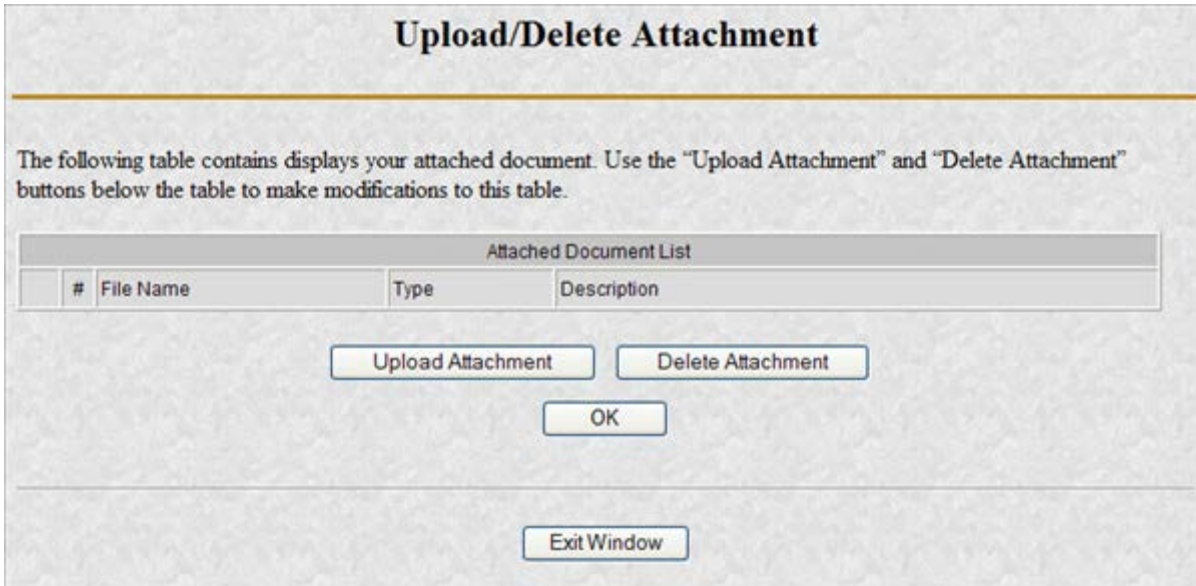 Upload/Delete Attachment
The following table contains displays your attached document. Use the “Upload Attachment” and “Delete Attachment”
buttons below the table to make modifications to this table.
Attached Document List
# File Name Type Description
Upload Attachment Delete Attachment
OK
Exit Window